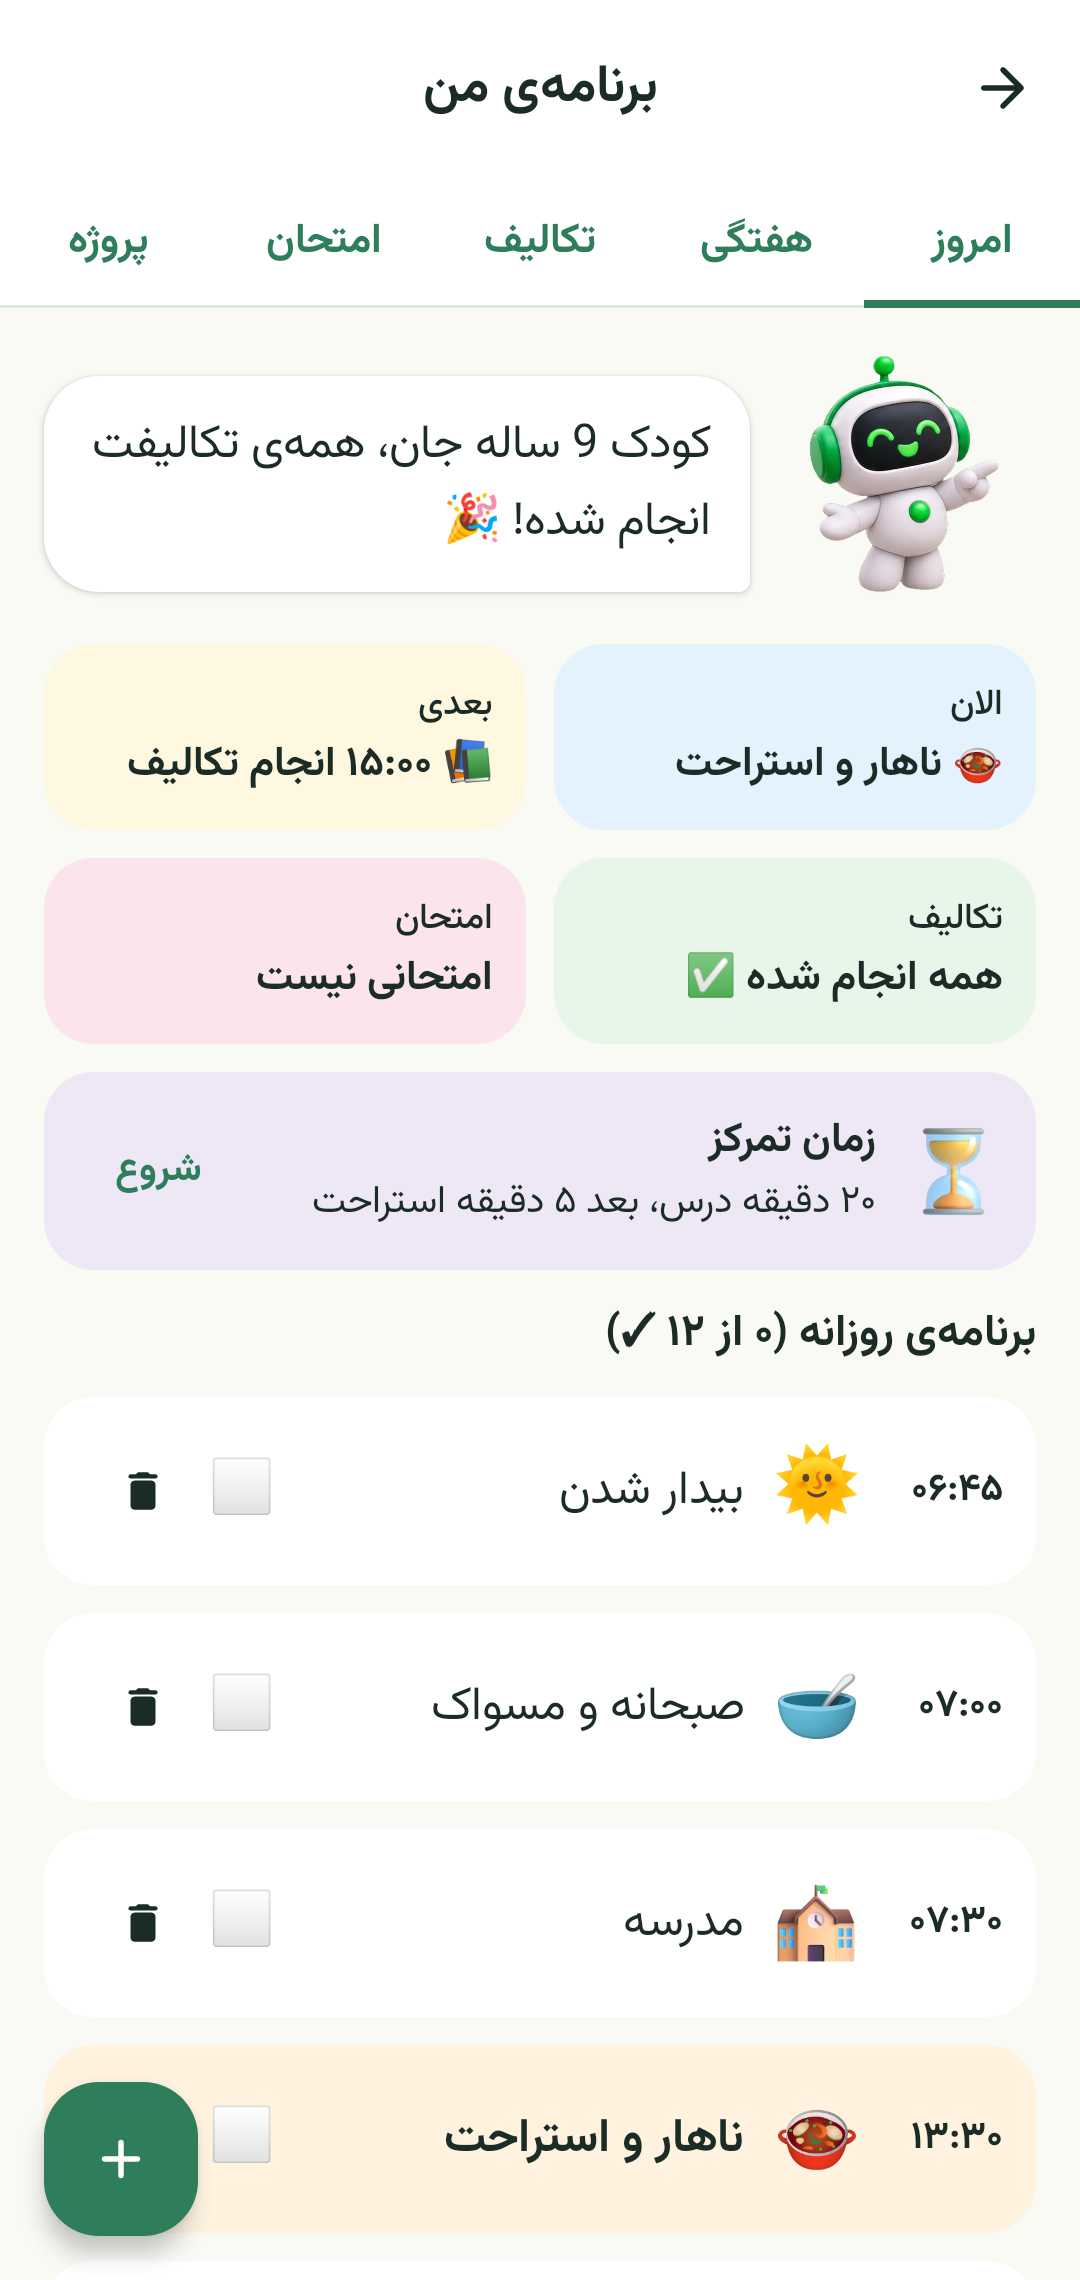 برنامه‌ی من
امروز
هفتگی
تکالیف
امتحان
پروژه
کودک 9 ساله جان، همه‌ی تکالیفت
انجام شده! 🎉
الان
🍲 ناهار و استراحت
بعدی
📚 ۱۵:۰۰ انجام تکالیف
تکالیف
همه انجام شده ✅
امتحان
امتحانی نیست
زمان تمرکز
۲۰ دقیقه درس، بعد ۵ دقیقه استراحت
شروع
برنامه‌ی روزانه (۰ از ۱۲ ✓)
۰۶:۴۵ 🌞 بیدار شدن
۰۷:۰۰ 🥣 صبحانه و مسواک
۰۷:۳۰ 🏫 مدرسه
۱۳:۳۰ 🍲 ناهار و استراحت